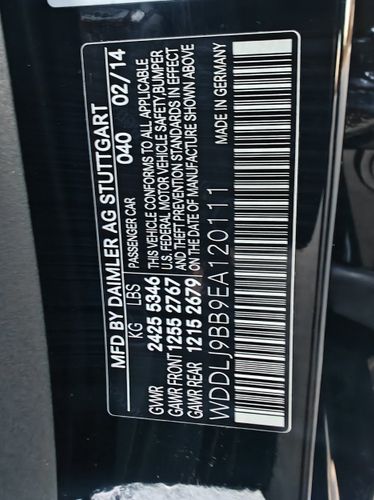 MFD BY DAIMLER AG STUTTGART
040 02/14
KG LBS PASSENGER CAR
GVWR 2425 5346 THIS VEHICLE CONFORMS TO ALL APPLICABLE
U.S. FEDERAL MOTOR VEHICLE SAFETY, BUMPER
GAWR FRONT 1255 2767 AND THEFT PREVENTION STANDARDS IN EFFECT
GAWR REAR 1215 2679 ON THE DATE OF MANUFACTURE SHOWN ABOVE
WDDLJ9BB9EA120111 MADE IN GERMANY